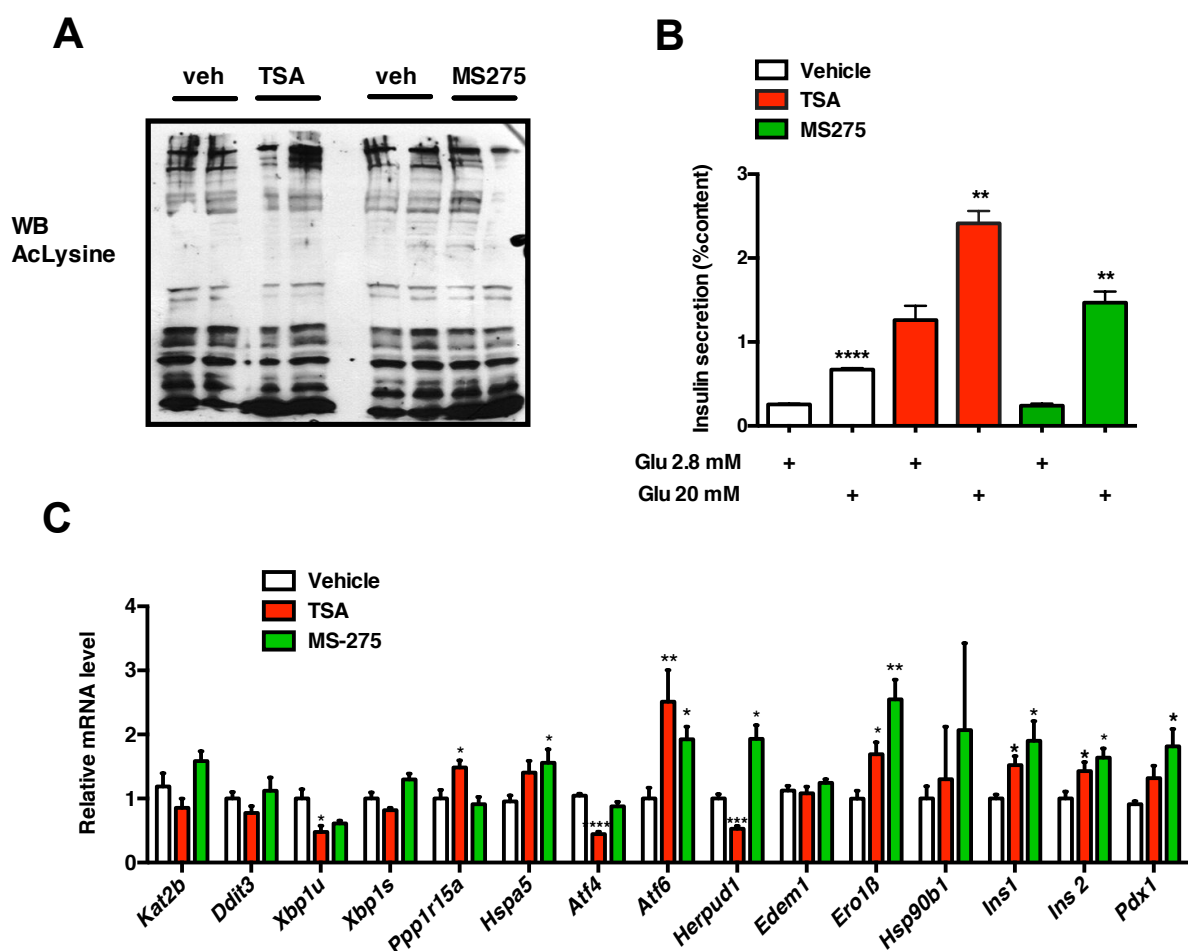 A
veh
TSA
veh
MS275
WB
AcLysine
B
Vehicle
TSA
MS275
Insulin secretion (%content)
3
2
1
0
****
**
**
Glu 2.8 mM + + +
Glu 20 mM + + +
C
Vehicle
TSA
MS-275
Relative mRNA level
4
3
2
1
0
*
*
*
****
**
*
***
*
*
**
*
*
*
*
*
Kat2b
Ddit3
Xbp1u
Xbp1s
Ppp1r15a
Hspa5
Atf4
Atf6
Herpud1
Edem1
Ero1ß
Hsp90b1
Ins1
Ins 2
Pdx1